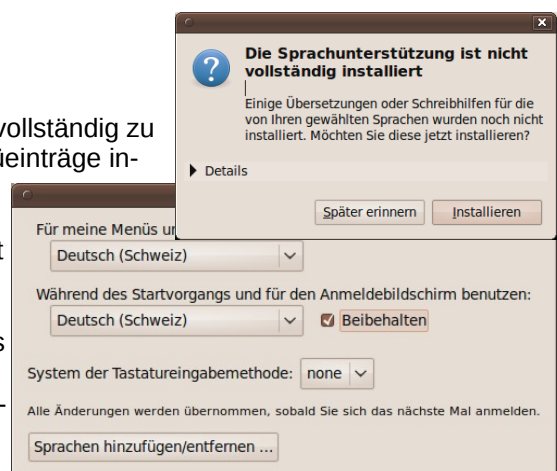 Die Sprachunterstützung ist nicht
vollständig installiert
Einige Übersetzungen oder Schreibhilfen für die
von Ihren gewählten Sprachen wurden noch nicht
installiert. Möchten Sie diese jetzt installieren?
Details
Später erinnern Installieren
vollständig zu
in-
Für meine Menüs
Deutsch (Schweiz)
Während des Startvorgangs und für den Anmeldebildschirm benutzen:
Deutsch (Schweiz) Beibehalten
System der Tastatureingabemethode: none
Alle Änderungen werden übernommen, sobald Sie sich das nächste Mal anmelden.
Sprachen hinzufügen/entfernen ...